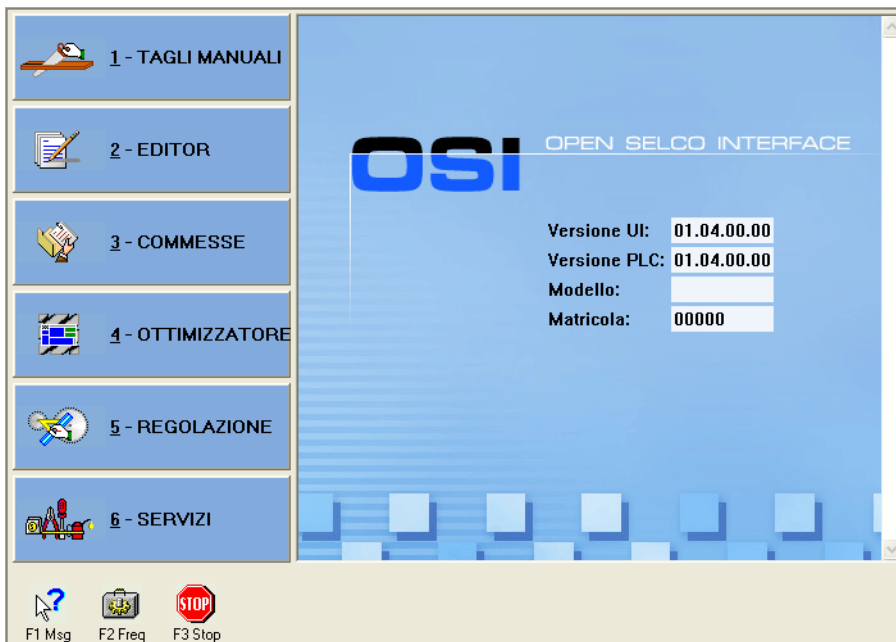 1 - TAGLI MANUALI
2 - EDITOR
3 - COMMESSE
4 - OTTIMIZZATORE
5 - REGOLAZIONE
6 - SERVIZI
OSI
OPEN SELCO INTERFACE
Versione UI: 01.04.00.00
Versione PLC: 01.04.00.00
Modello:
Matricola: 00000
?
STOP
F1 Msg F2 Freq F3 Stop